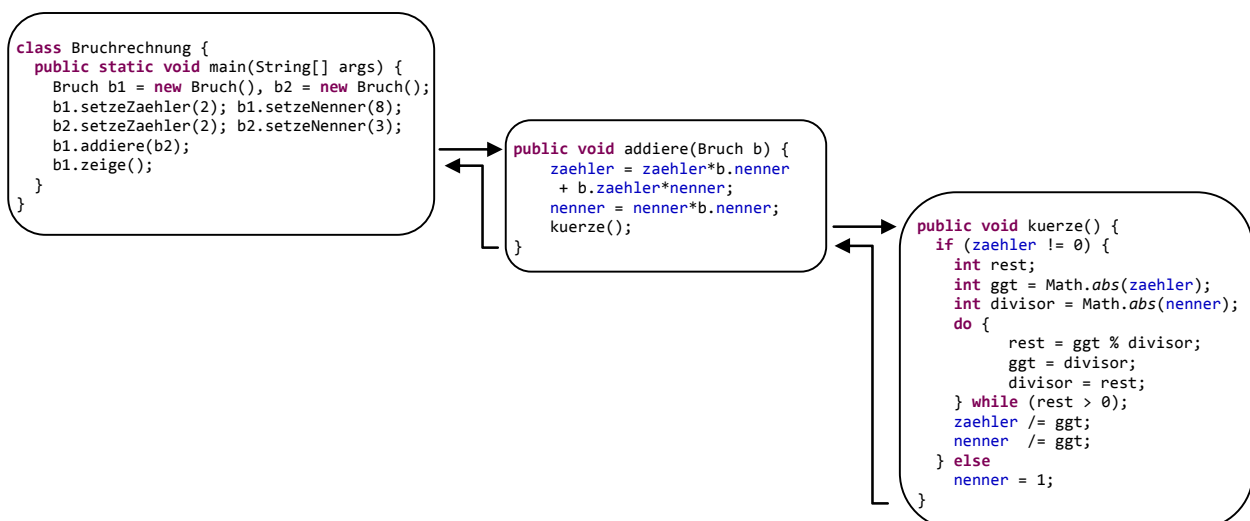 class Bruchrechnung {
  public static void main(String[] args) {
    Bruch b1 = new Bruch(), b2 = new Bruch();
    b1.setzeZaehler(2); b1.setzeNenner(8);
    b2.setzeZaehler(2); b2.setzeNenner(3);
    b1.addiere(b2);
    b1.zeige();
  }
}
public void addiere(Bruch b) {
    zaehler = zaehler*b.nenner
     + b.zaehler*nenner;
    nenner = nenner*b.nenner;
    kuerze();
}
public void kuerze() {
  if (zaehler != 0) {
    int rest;
    int ggt = Math.abs(zaehler);
    int divisor = Math.abs(nenner);
    do {
          rest = ggt % divisor;
          ggt = divisor;
          divisor = rest;
    } while (rest > 0);
    zaehler /= ggt;
    nenner  /= ggt;
  } else
    nenner = 1;
}